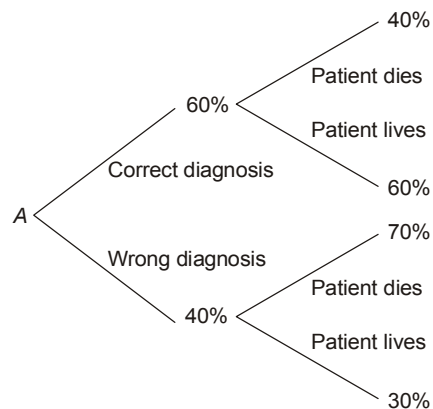 40%
Patient dies
60%
Patient lives
Correct diagnosis
60%
A
70%
Wrong diagnosis
Patient dies
40%
Patient lives
30%